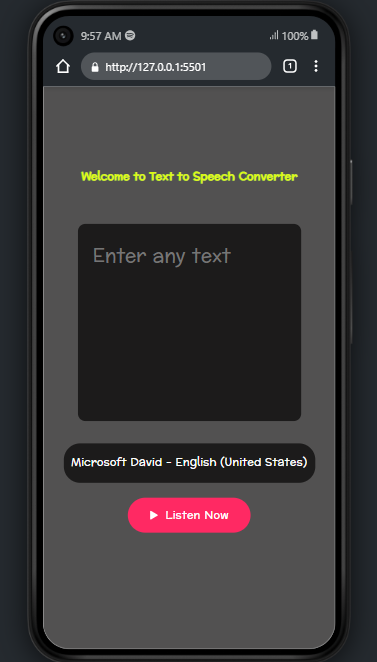 9:57 AM 100%
http://127.0.0.1:5501 1
Welcome to Text to Speech Converter
Enter any text
Microsoft David - English (United States)
Listen Now